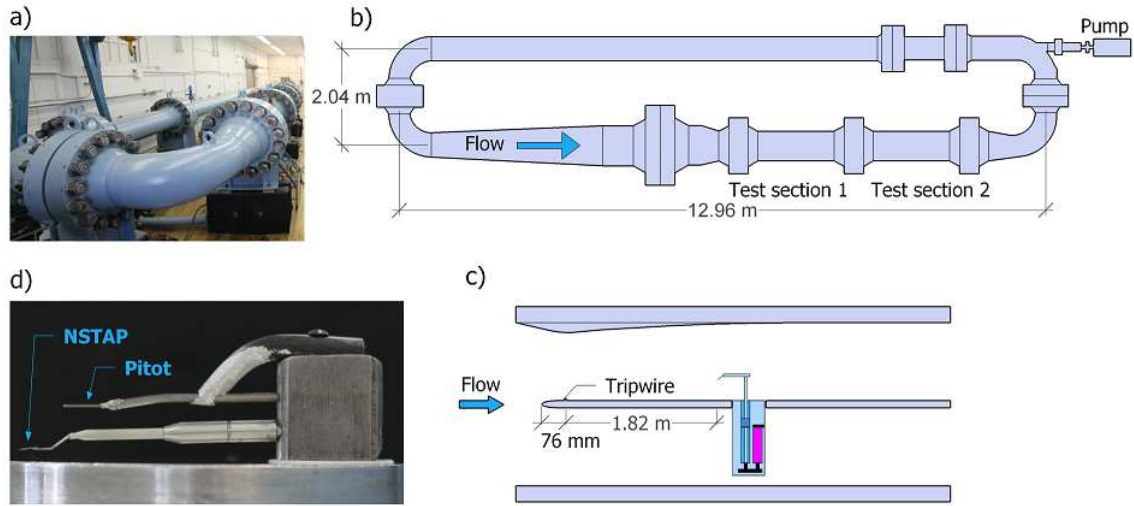 a)
b)
Pump
2.04 m
Flow
Test section 1
Test section 2
12.96 m
d)
NSTAP
Pitot
c)
Flow
Tripwire
1.82 m
76 mm